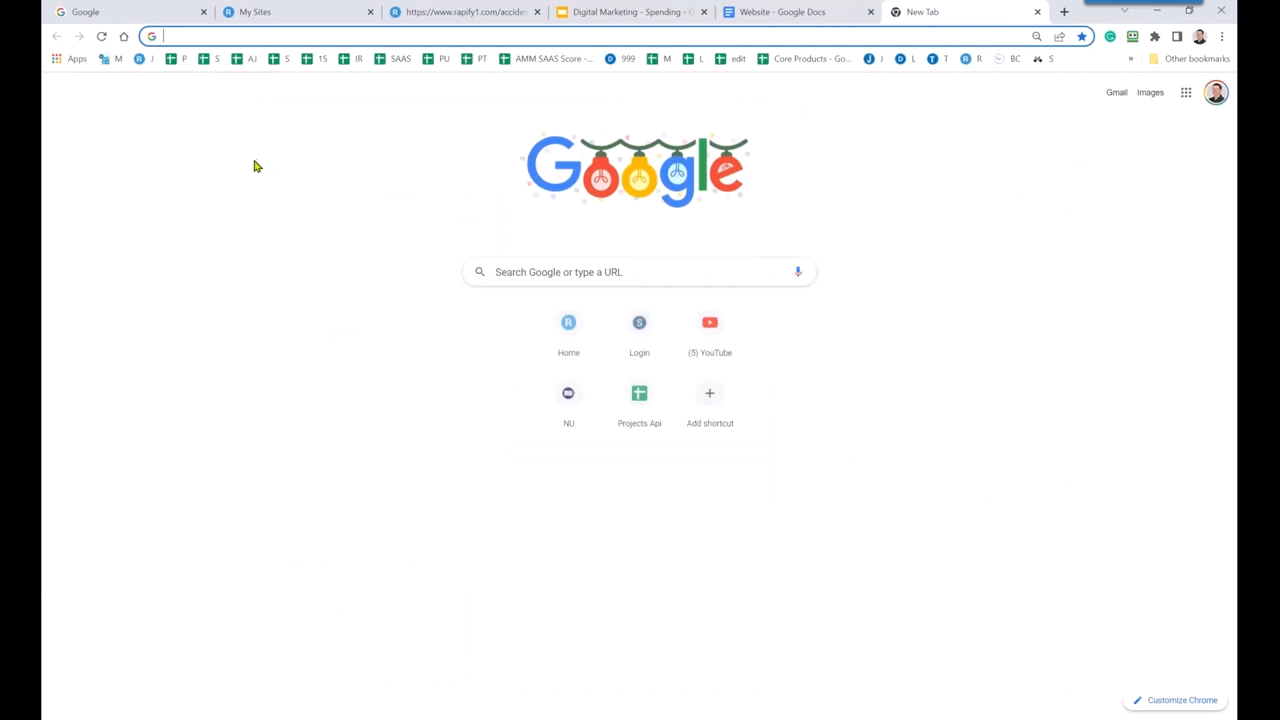 Google
My Sites
https://www.rapify1.com/acciden
Digital Marketing - Spending - G
Website - Google Docs
New Tab
Apps M J P S AJ S 15 IR SAAS PU PT AMM SAAS Score -... 999 M L edit Core Products - Go... J L T R BC S » Other bookmarks
Gmail Images
Google
Search Google or type a URL
Home Login (5) YouTube
NU Projects Api Add shortcut
Customize Chrome